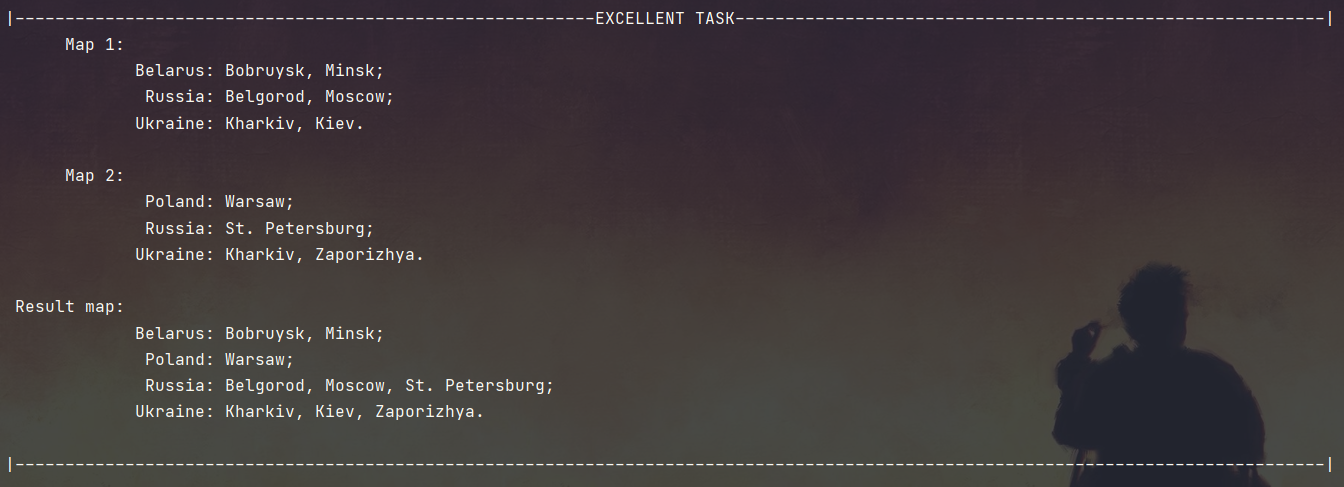 |----------------------------------------------------------EXCELLENT TASK-----------------------------------------------------------|
Map 1:
Belarus: Bobruysk, Minsk;
Russia: Belgorod, Moscow;
Ukraine: Kharkiv, Kiev.
Map 2:
Poland: Warsaw;
Russia: St. Petersburg;
Ukraine: Kharkiv, Zaporizhya.
Result map:
Belarus: Bobruysk, Minsk;
Poland: Warsaw;
Russia: Belgorod, Moscow, St. Petersburg;
Ukraine: Kharkiv, Kiev, Zaporizhya.
|-----------------------------------------------------------------------------------------------------------------------------------|